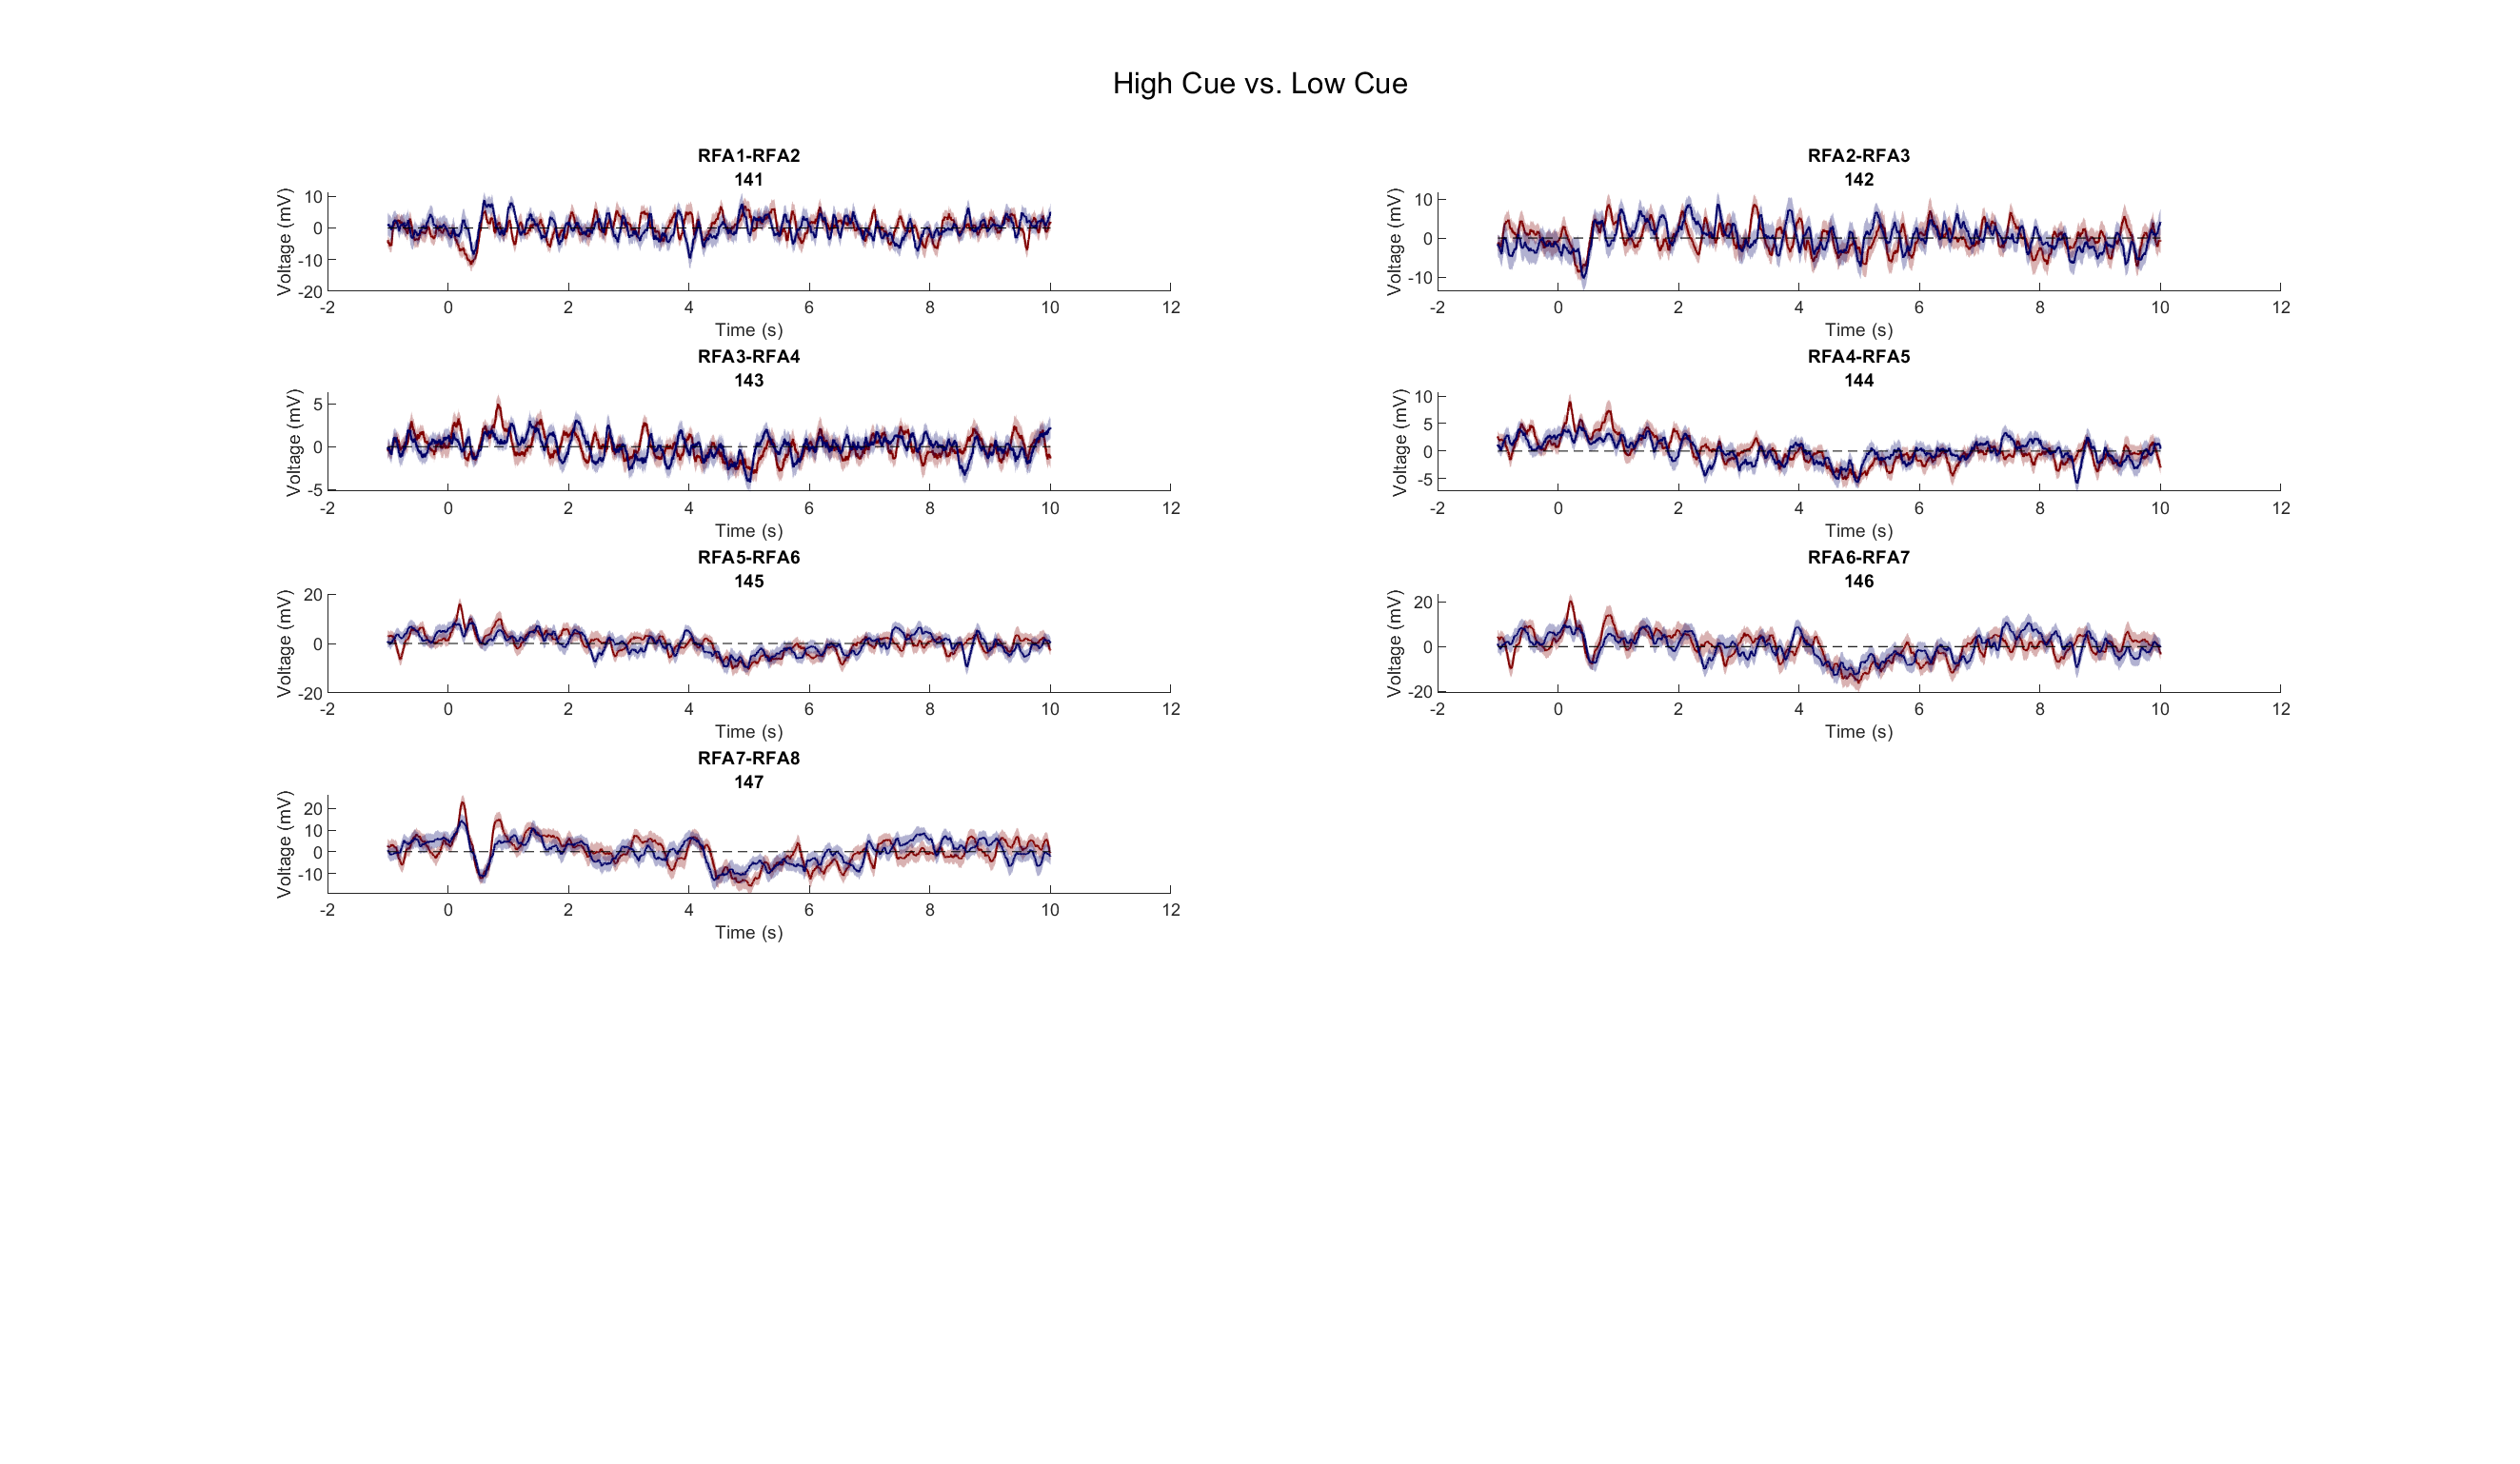 High Cue vs. Low Cue
RFA1-RFA2
141
Voltage (mV)
10
0
-10
-20
-2 0 2 4 6 8 10 12
Time (s)
RFA2-RFA3
142
Voltage (mV)
10
0
-10
-2 0 2 4 6 8 10 12
Time (s)
RFA3-RFA4
143
Voltage (mV)
5
0
-5
-2 0 2 4 6 8 10 12
Time (s)
RFA4-RFA5
144
Voltage (mV)
10
5
0
-5
-2 0 2 4 6 8 10 12
Time (s)
RFA5-RFA6
145
Voltage (mV)
20
0
-20
-2 0 2 4 6 8 10 12
Time (s)
RFA6-RFA7
146
Voltage (mV)
20
0
-20
-2 0 2 4 6 8 10 12
Time (s)
RFA7-RFA8
147
Voltage (mV)
20
10
0
-10
-2 0 2 4 6 8 10 12
Time (s)